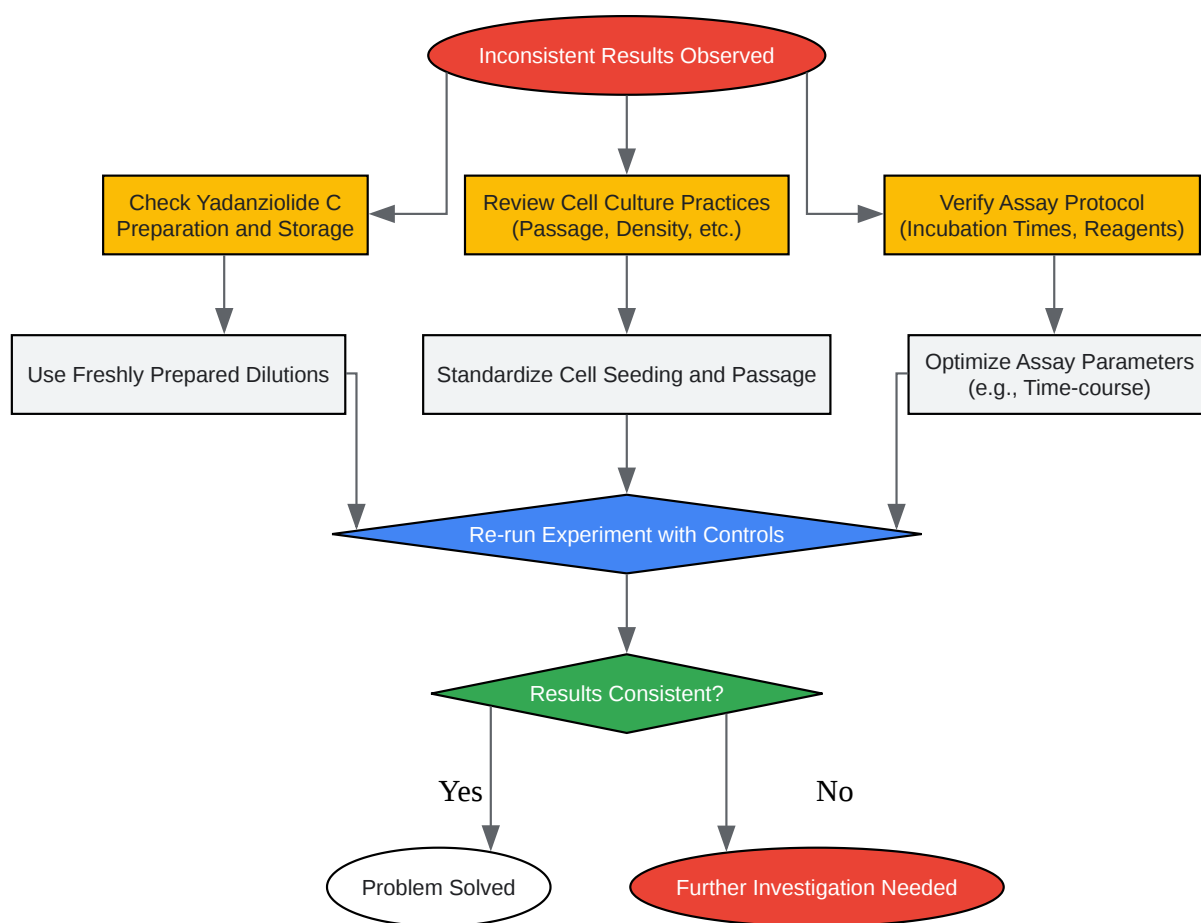 Inconsistent Results Observed
Check Yadanziolide C
Preparation and Storage
Review Cell Culture Practices
(Passage, Density, etc.)
Verify Assay Protocol
(Incubation Times, Reagents)
Use Freshly Prepared Dilutions
Standardize Cell Seeding and Passage
Optimize Assay Parameters
(e.g., Time-course)
Re-run Experiment with Controls
Results Consistent?
Yes
No
Problem Solved
Further Investigation Needed